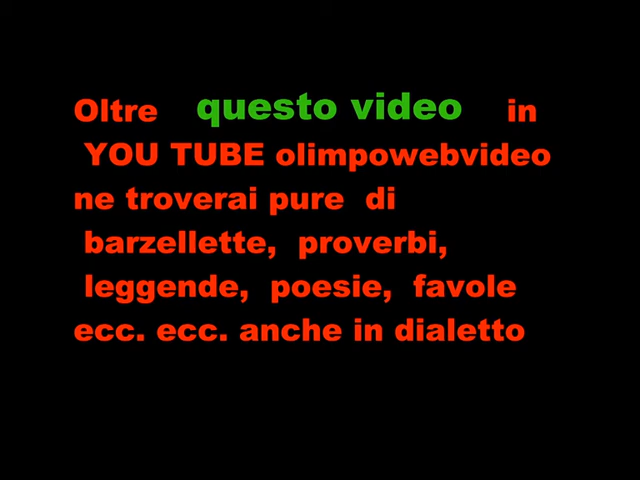 Oltre questo video in
YOU TUBE olimpowebvideo
ne troverai pure di
barzellette, proverbi,
leggende, poesie, favole
ecc. ecc. anche in dialetto